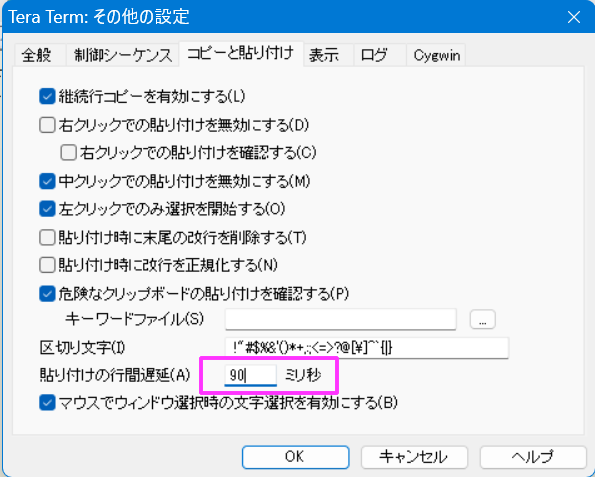 Tera Term: その他の設定
全般 制御シーケンス コピーと貼り付け 表示 ログ Cygwin
継続行コピーを有効にする(L)
右クリックでの貼り付けを無効にする(D)
右クリックでの貼り付けを確認する(C)
中クリックでの貼り付けを無効にする(M)
左クリックでのみ選択を開始する(O)
貼り付け時に末尾の改行を削除する(T)
貼り付け時に改行を正規化する(N)
危険なクリップボードの貼り付けを確認する(P)
キーワードファイル(S) ...
区切り文字(I) !"#$%&'()*+,:;<=>?@[¥]^`{|}
貼り付けの行間遅延(A) 90 ミリ秒
マウスでウィンドウ選択時の文字選択を有効にする(B)
OK キャンセル ヘルプ